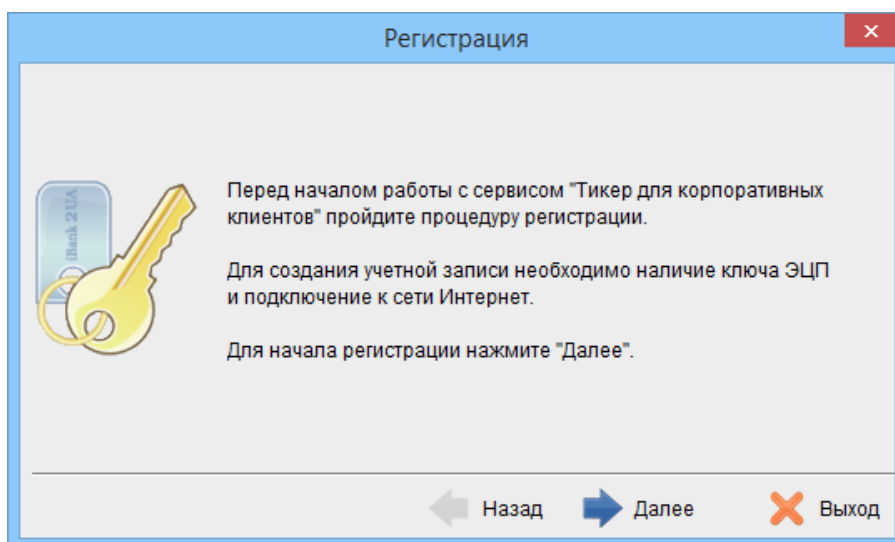 Регистрация
iBank 2 UA
Перед началом работы с сервисом "Тикер для корпоративных
клиентов" пройдите процедуру регистрации.
Для создания учетной записи необходимо наличие ключа ЭЦП
и подключение к сети Интернет.
Для начала регистрации нажмите "Далее".
Назад Далее Выход